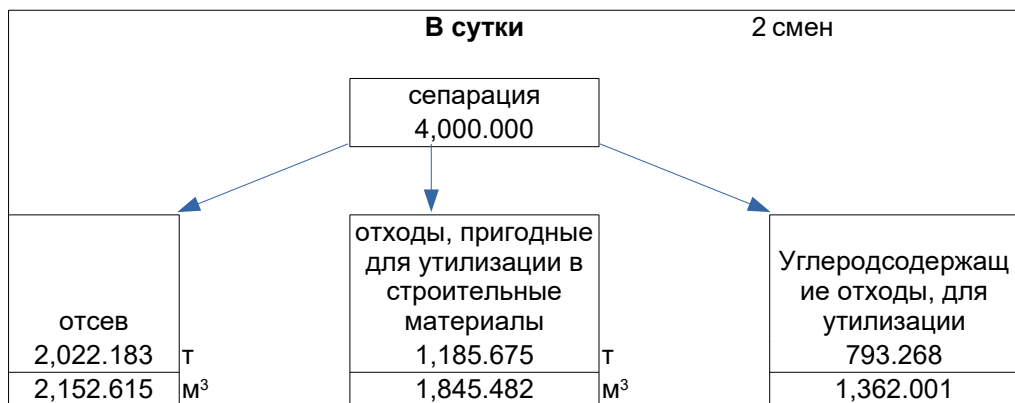 В сутки 2 смен
сепарация
4,000.000
отсев
2,022.183 т
2,152.615 м³
отходы, пригодные
для утилизации в
строительные
материалы
1,185.675 т
1,845.482 м³
Углеродсодержащ
ие отходы, для
утилизации
793.268
1,362.001